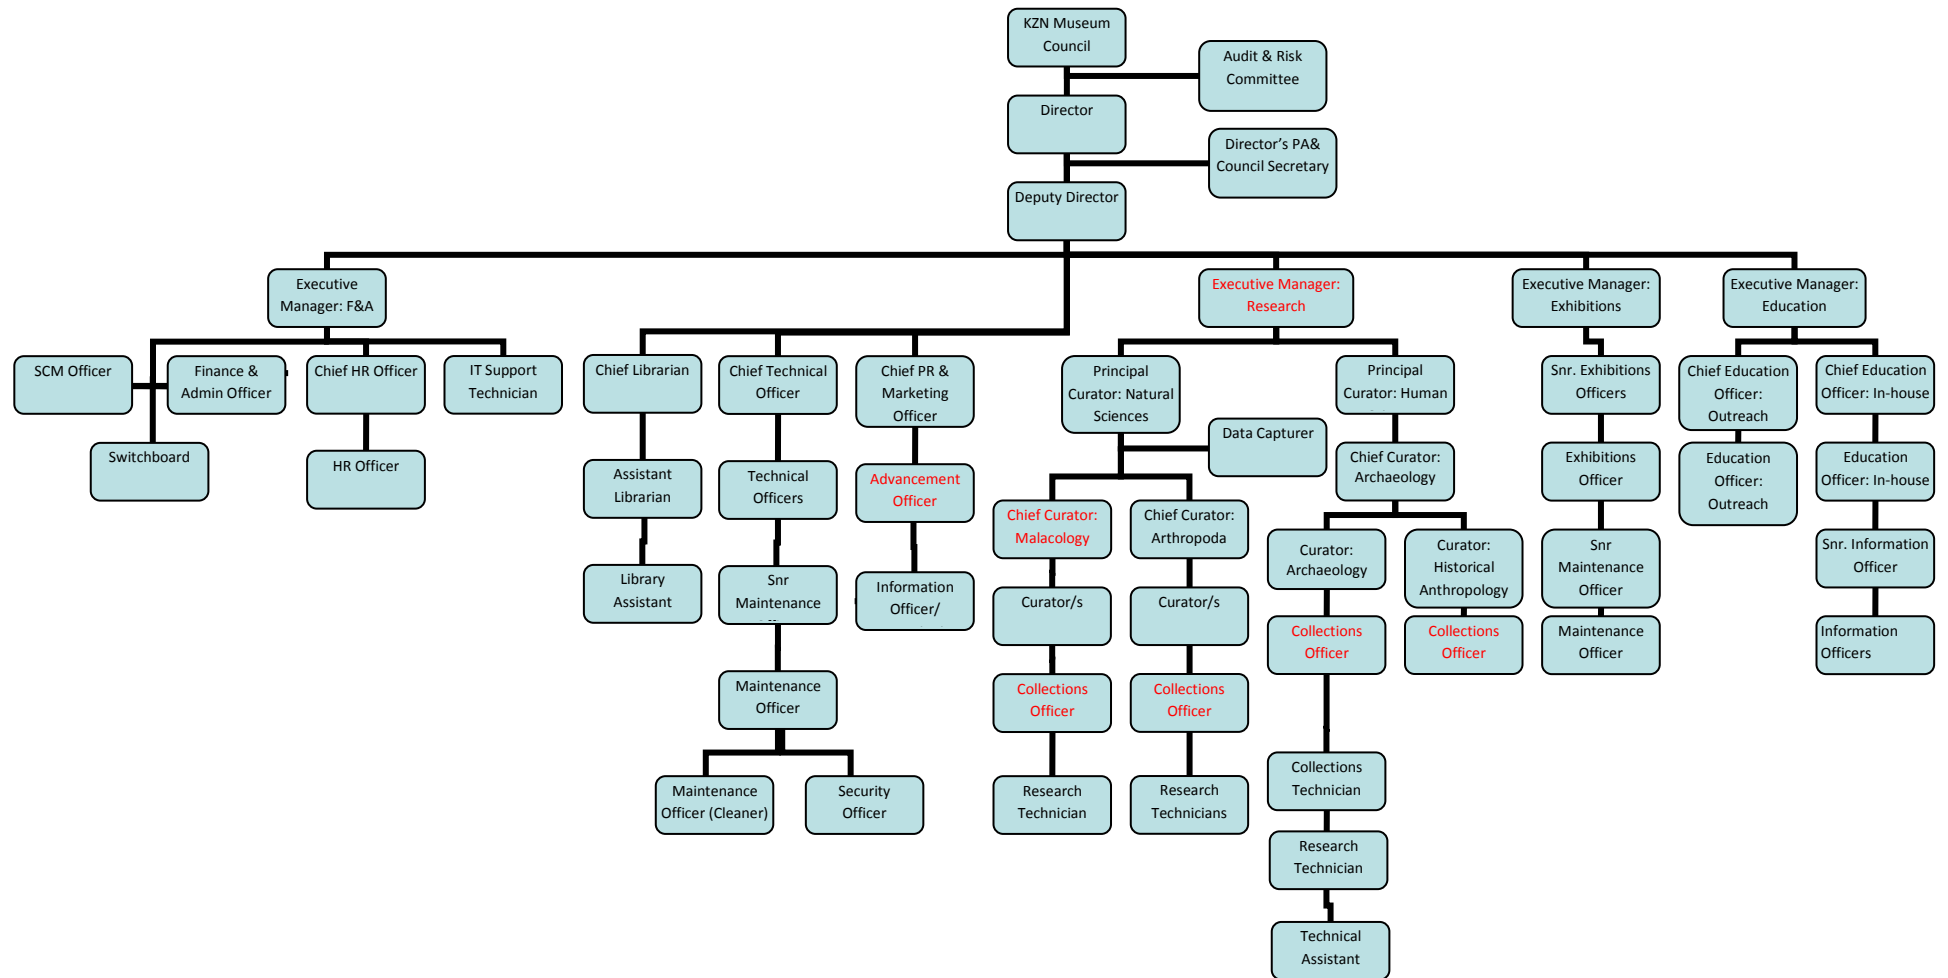 KZN Museum
Council
Audit & Risk
Committee
Director
Director's PA&
Council Secretary
Deputy Director
Executive
Manager: F&A
Executive Manager:
Research
Executive Manager:
Exhibitions
Executive Manager:
Education
SCM Officer
Finance &
Admin Officer
Chief HR Officer
IT Support
Technician
Switchboard
HR Officer
Chief Librarian
Assistant
Librarian
Library
Assistant
Chief Technical
Officer
Technical
Officers
Snr
Maintenance
Maintenance
Officer
Maintenance
Officer (Cleaner)
Security
Officer
Chief PR &
Marketing
Officer
Advancement
Officer
Information
Officer/
Principal
Curator: Natural
Sciences
Data Capturer
Chief Curator:
Malacology
Curator/s
Collections
Officer
Research
Technician
Chief Curator:
Arthropoda
Curator/s
Collections
Officer
Research
Technicians
Principal
Curator: Human
Chief Curator:
Archaeology
Curator:
Archaeology
Collections
Officer
Collections
Technician
Research
Technician
Technical
Assistant
Curator:
Historical
Anthropology
Collections
Officer
Snr. Exhibitions
Officers
Exhibitions
Officer
Snr
Maintenance
Officer
Maintenance
Officer
Chief Education
Officer:
Outreach
Education
Officer:
Outreach
Chief Education
Officer: In-house
Education
Officer: In-house
Snr. Information
Officer
Information
Officers